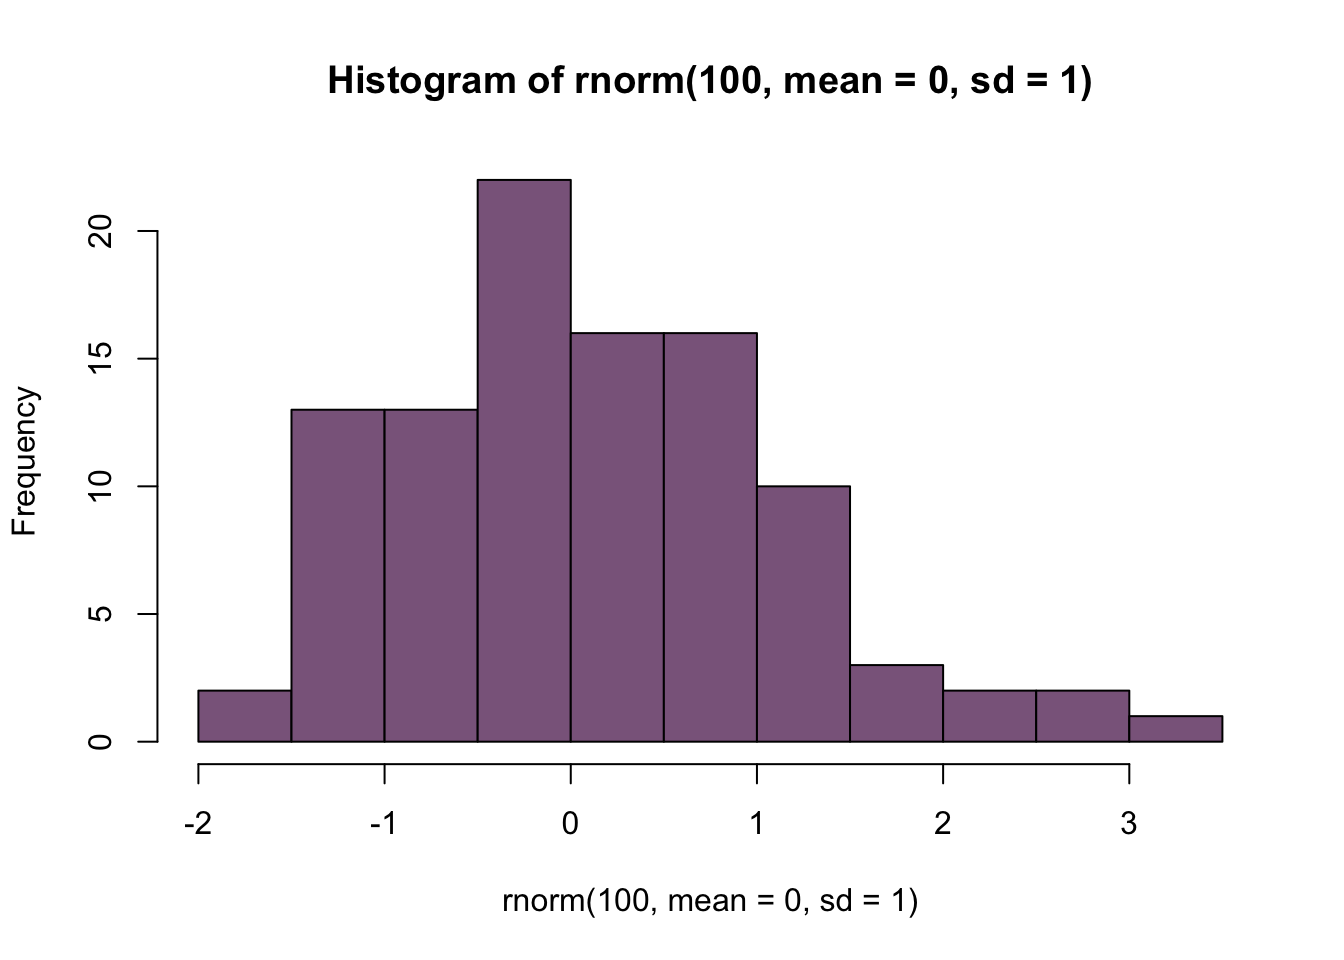 Histogram of rnorm(100, mean = 0, sd = 1)
Frequency
20
15
10
5
0
-2 -1 0 1 2 3
rnorm(100, mean = 0, sd = 1)